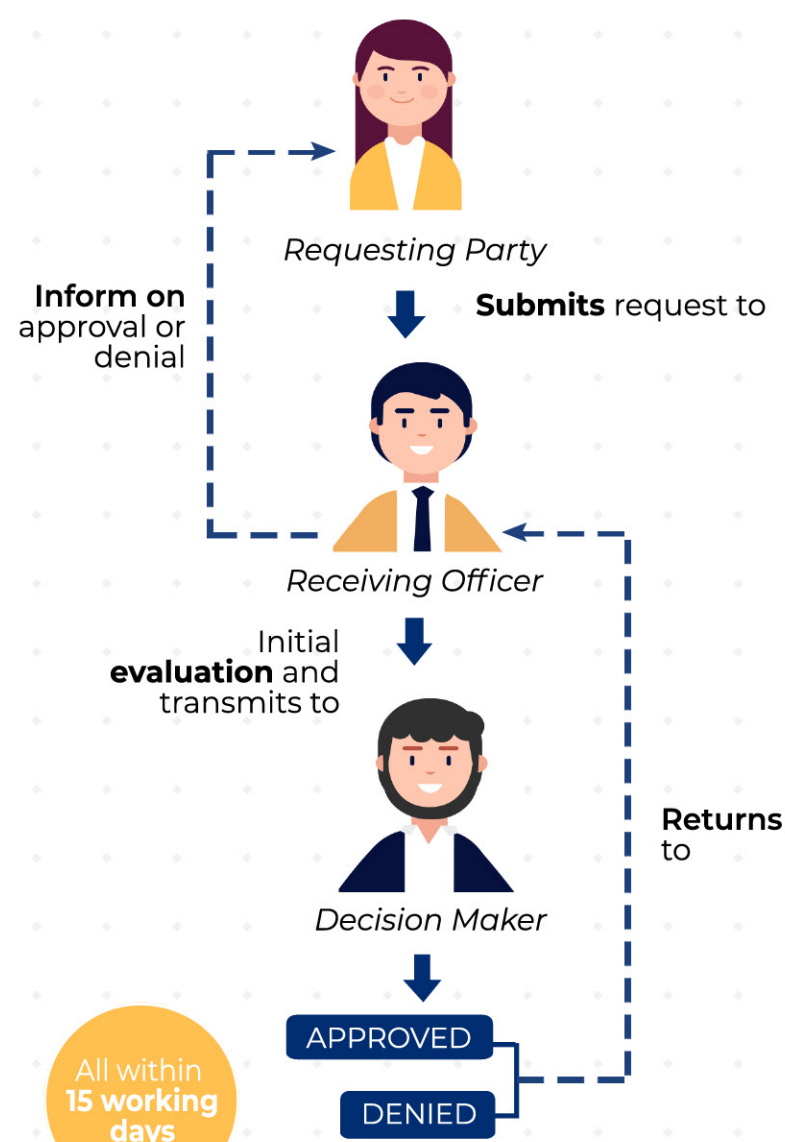 Requesting Party
Inform on
approval or
denial
Submits request to
Receiving Officer
Initial
evaluation and
transmits to
Returns
to
Decision Maker
APPROVED
DENIED
All within
15 working
days